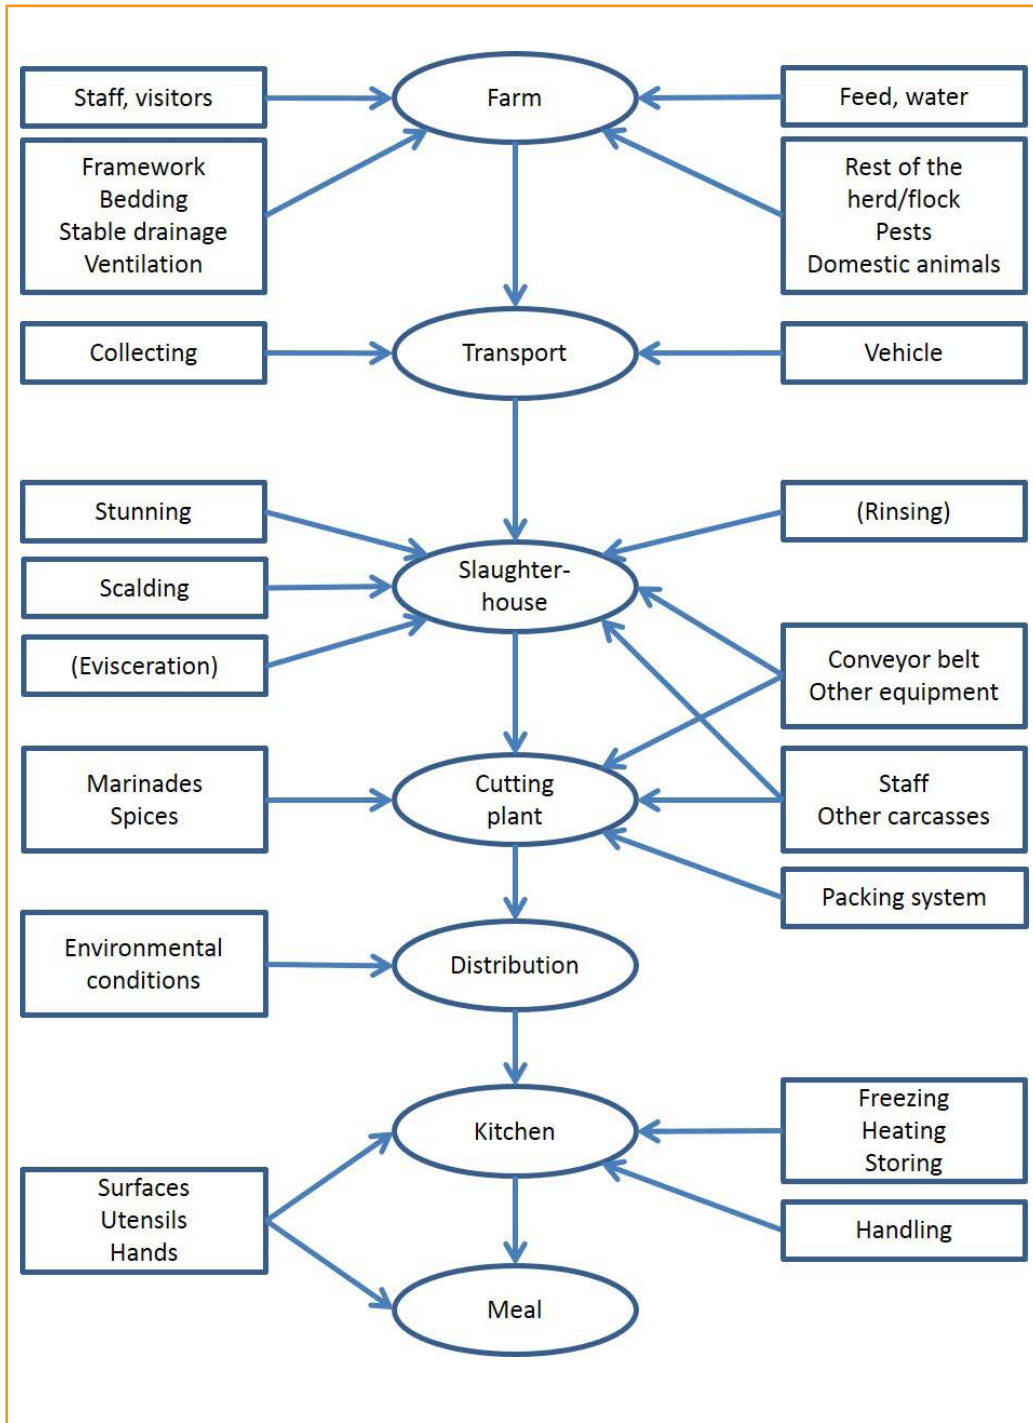 Staff, visitors
Farm
Feed, water
Framework
Bedding
Stable drainage
Ventilation
Rest of the
herd/flock
Pests
Domestic animals
Collecting
Transport
Vehicle
Stunning
(Rinsing)
Scalding
Slaughter-
house
(Evisceration)
Conveyor belt
Other equipment
Marinades
Spices
Cutting
plant
Staff
Other carcasses
Packing system
Environmental
conditions
Distribution
Kitchen
Freezing
Heating
Storing
Surfaces
Utensils
Hands
Handling
Meal